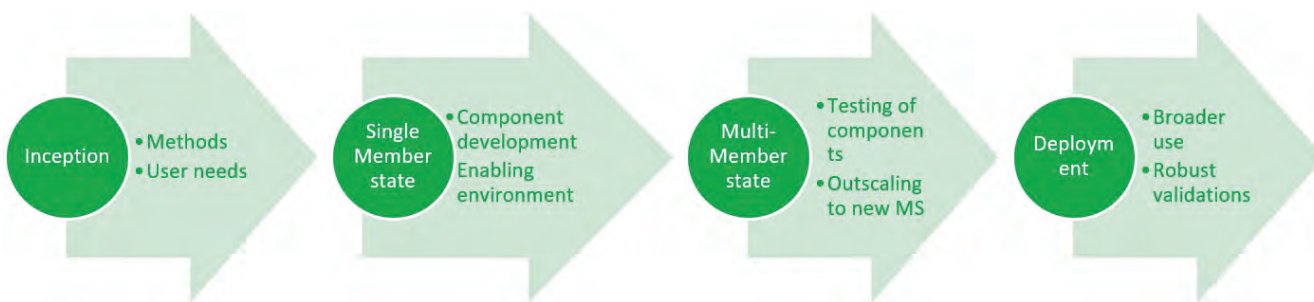 Inception
• Methods
• User needs
Single
Member
state
• Component
development
Enabling
environment
Multi-
Member
state
• Testing of
componen
ts
• Outscaling
to new MS
Deploym
ent
• Broader
use
• Robust
validations